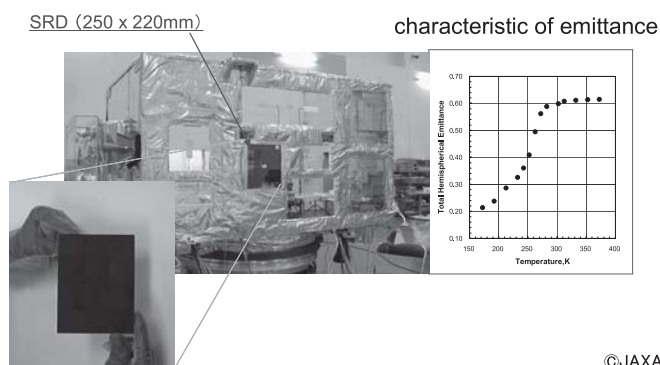 SRD (250 x 220mm)
characteristic of emittance
0.70
0.60
0.50
0.40
0.30
0.20
0.10
Total Hemispherical Emittance
150 200 250 300 350 400
Temperature,K
©JAXA